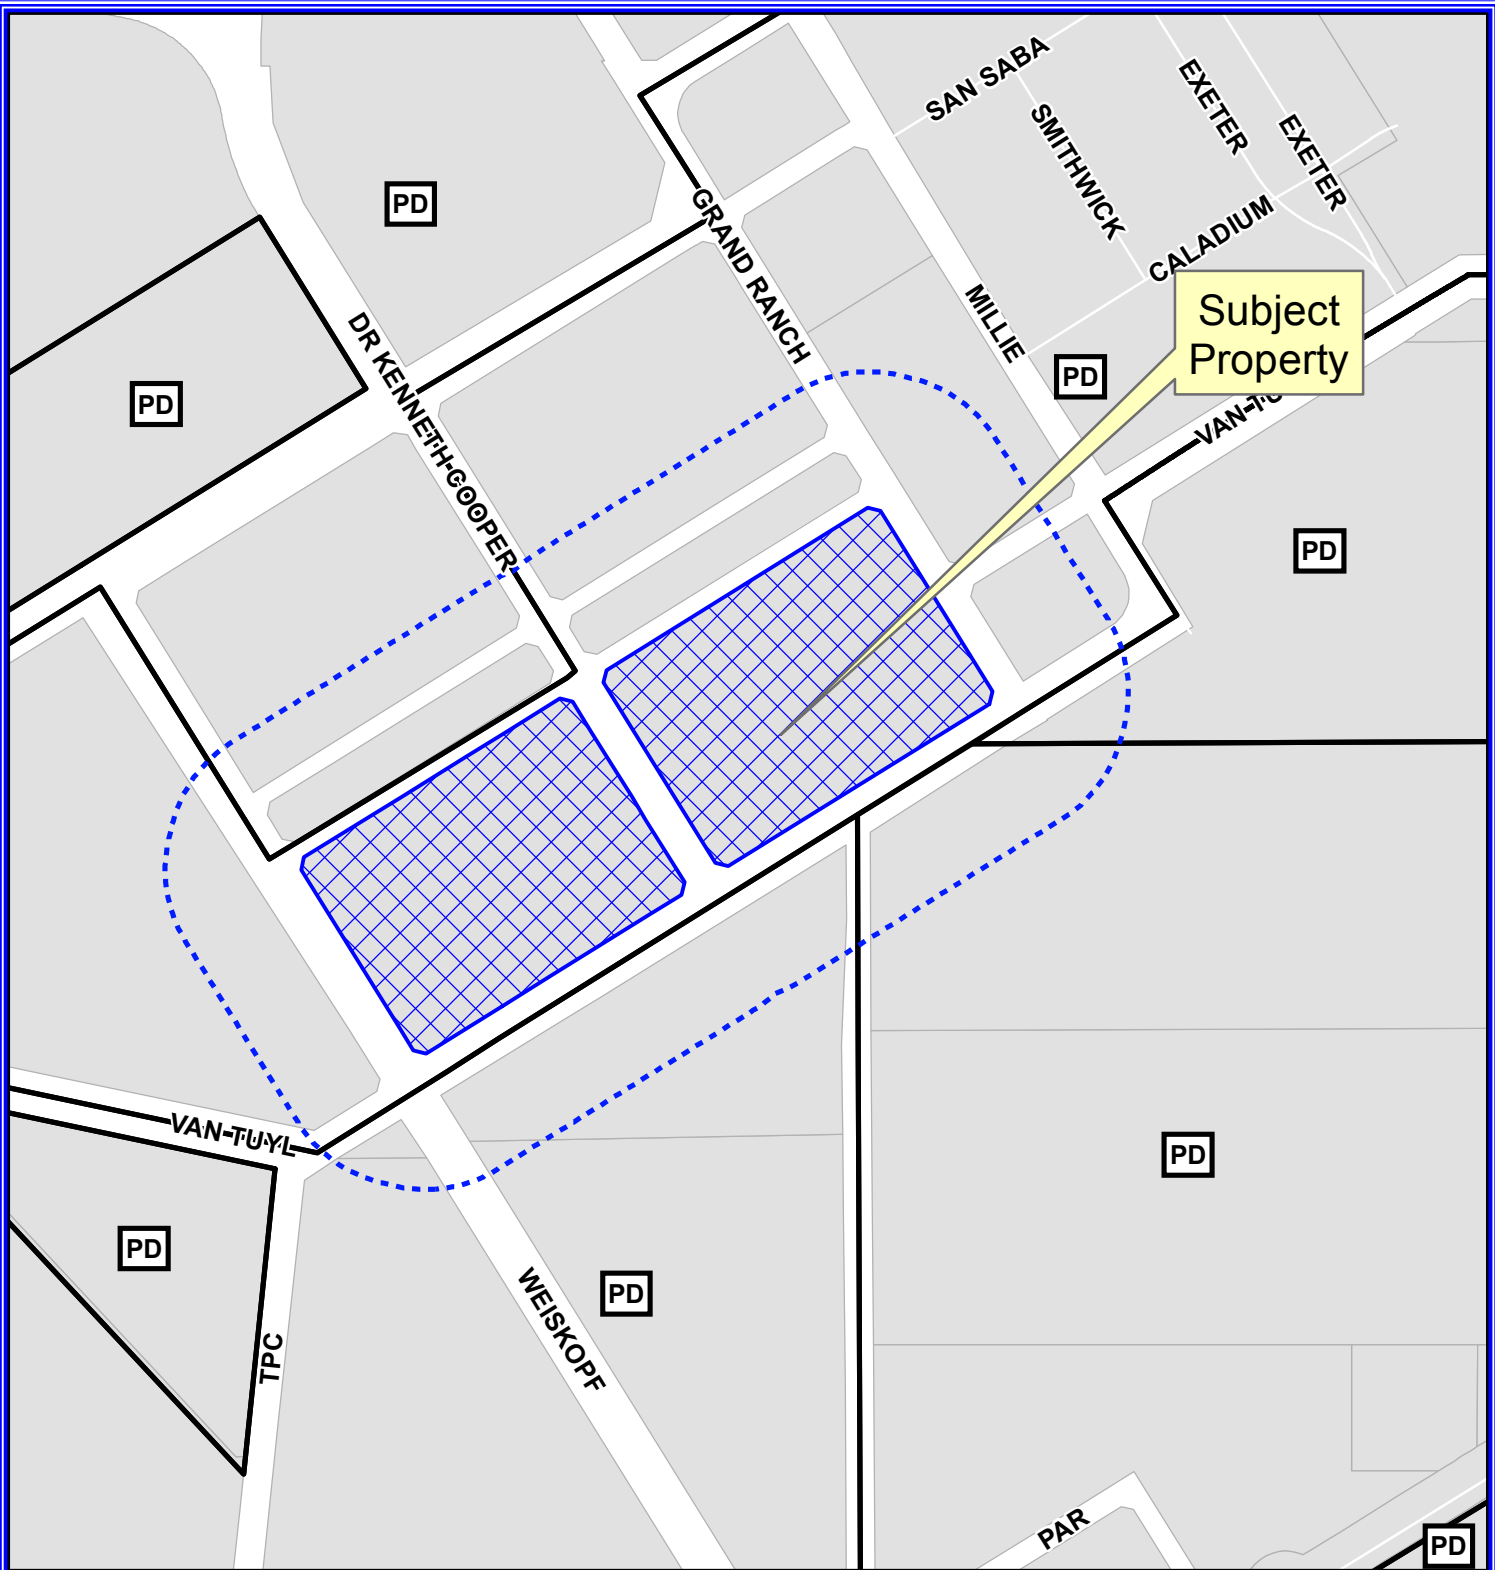 SAN SABA
EXETER
EXETER
SMITHWICK
PD
GRAND RANCH
CALADIUM
MILLIE
Subject
Property
DR KENNETH COOPER
PD
PD
VAN TU
PD
VAN TUYL
PD
PD
WEISKOPF
PD
TPC
PAR
PD